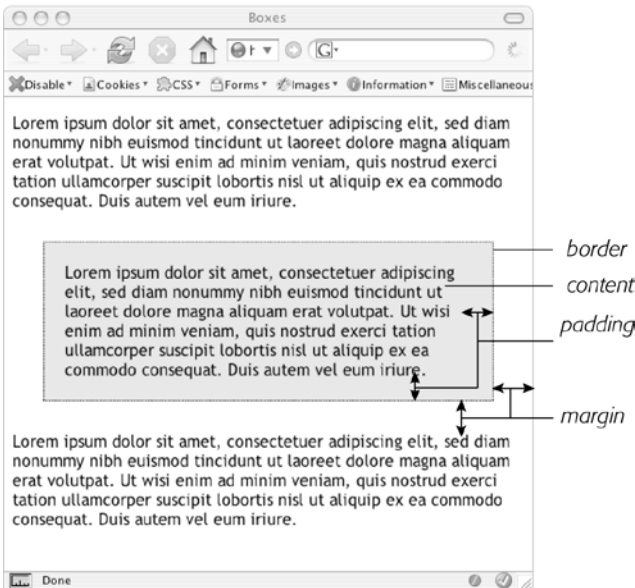 Boxes
G
Disable Cookies CSS Forms Images Information Miscellaneous
Lorem ipsum dolor sit amet, consectetuer adipiscing elit, sed diam
nonummy nibh euismod tincidunt ut laoreet dolore magna aliquam
erat volutpat. Ut wisi enim ad minim veniam, quis nostrud exerci
tation ullamcorper suscipit lobortis nisl ut aliquip ex ea commodo
consequat. Duis autem vel eum iriure.
Lorem ipsum dolor sit amet, consectetuer adipiscing
elit, sed diam nonummy nibh euismod tincidunt ut
laoreet dolore magna aliquam erat volutpat. Ut wisi
enim ad minim veniam, quis nostrud exerci tation
ullamcorper suscipit lobortis nisl ut aliquip ex ea
commodo consequat. Duis autem vel eum iriure.
border
content
padding
margin
Lorem ipsum dolor sit amet, consectetuer adipiscing elit, sed diam
nonummy nibh euismod tincidunt ut laoreet dolore magna aliquam
erat volutpat. Ut wisi enim ad minim veniam, quis nostrud exerci
tation ullamcorper suscipit lobortis nisl ut aliquip ex ea commodo
consequat. Duis autem vel eum iriure.
Done